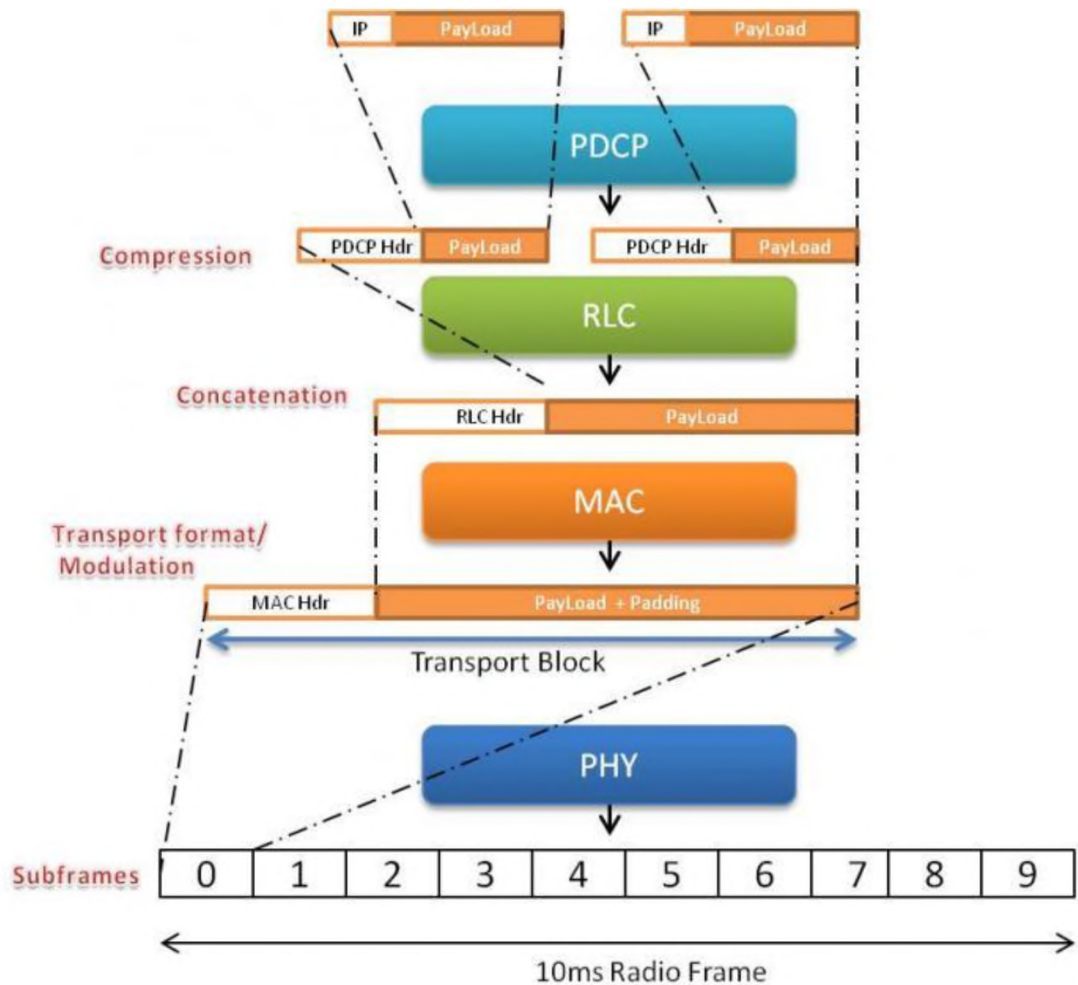 IP PayLoad IP PayLoad
PDCP
Compression PDCP Hdr PayLoad PDCP Hdr PayLoad
RLC
Concatenation
RLC Hdr PayLoad
MAC
Transport format/
Modulation
MAC Hdr PayLoad + Padding
Transport Block
PHY
Subframes 0 1 2 3 4 5 6 7 8 9
10ms Radio Frame